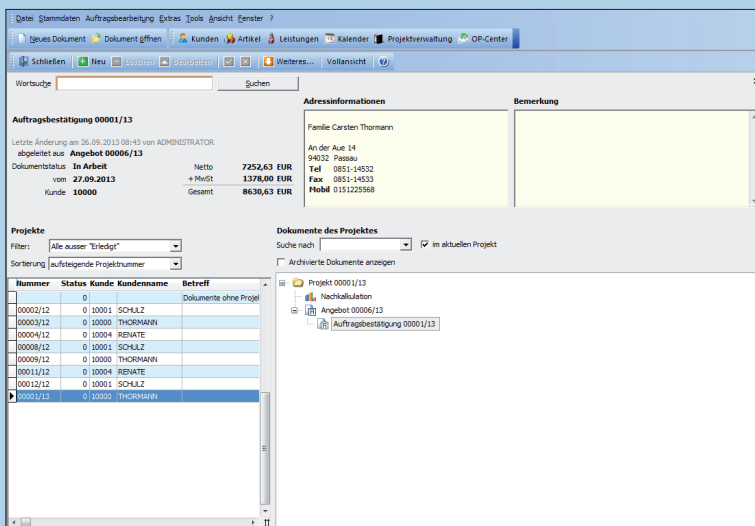 Datei Stammdaten Auftragsbearbeitung Extras Tools Ansicht Fenster ?
Neues Dokument Dokument öffnen Kunden Artikel Leistungen Kalender Projektverwaltung OP-Center
Schließen Neu Löschen Bearbeiten Weiteres... Vollansicht
Wortsuche Suchen
Adressinformationen Bemerkung
Auftragsbestätigung 00001/13
Familie Carsten Thormann
Letzte Änderung am 26.09.2013 08:43 von ADMINISTRATOR
An der Aue 14
abgeleitet aus Angebot 00006/13
94032 Passau
Dokumentstatus In Arbeit Netto 7252,63 EUR
Tel 0851-14532
vom 27.09.2013 + MwSt 1378,00 EUR
Fax 0851-14533
Kunde 10000 Gesamt 8630,63 EUR
Mobil 0151225568
Projekte
Filter: Alle ausser "Erledigt"
Sortierung aufsteigende Projektnummer
Nummer Status Kunde Kundenname Betreff
0 Dokumente ohne Projel
00002/12 0 10001 SCHULZ
00003/12 0 10000 THORMANN
00004/12 0 10004 RENATE
00008/12 0 10001 SCHULZ
00009/12 0 10000 THORMANN
00011/12 0 10004 RENATE
00012/12 0 10001 SCHULZ
00001/13 0 10000 THORMANN
Dokumente des Projektes
Suche nach im aktuellen Projekt
Archivierte Dokumente anzeigen
Projekt 00001/13
Nachkalkulation
Angebot 00006/13
Auftragsbestätigung 00001/13